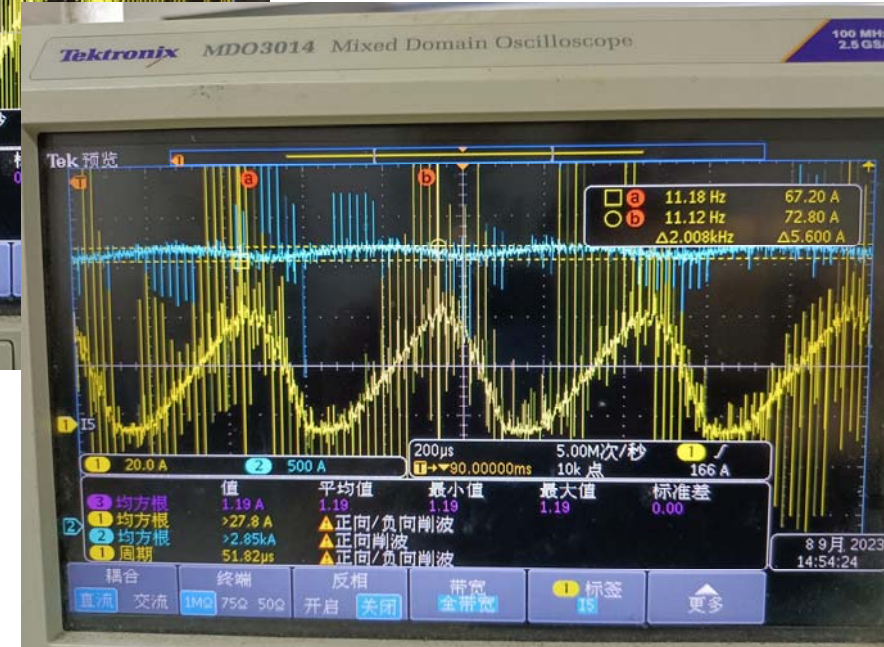 Tektronix MDO3014 Mixed Domain Oscilloscope
100 MHz
2.5 GS/
Tek 预览
1
T
a
b
a 11.18 Hz 67.20 A
b 11.12 Hz 72.80 A
△2.008kHz △5.600 A
1 I5
1 20.0 A 2 500 A
200µs 5.00M次/秒 1
T→▼90.00000ms 10k 点 166 A
值 平均值 最小值 最大值 标准差
3 均方根 1.19 A 1.19 1.19 1.19 0.00
1 均方根 >27.8 A 正向/负向削波
2
2 均方根 >2.85kA 正向削波
1 周期 51.82µs 正向/负向削波
8 9月 2023
14:54:24
耦合 终端 反相 带宽 1 标签
直流 交流 1MΩ 75Ω 50Ω 开启 关闭 全带宽 I5 更多